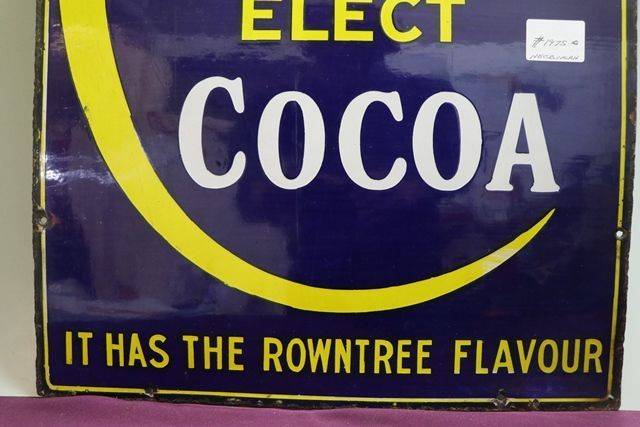 ELECT
COCOA
IT HAS THE ROWNTREE FLAVOUR